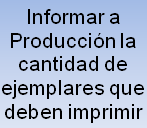 Informar a
Producción la
cantidad de
ejemplares que
deben imprimir